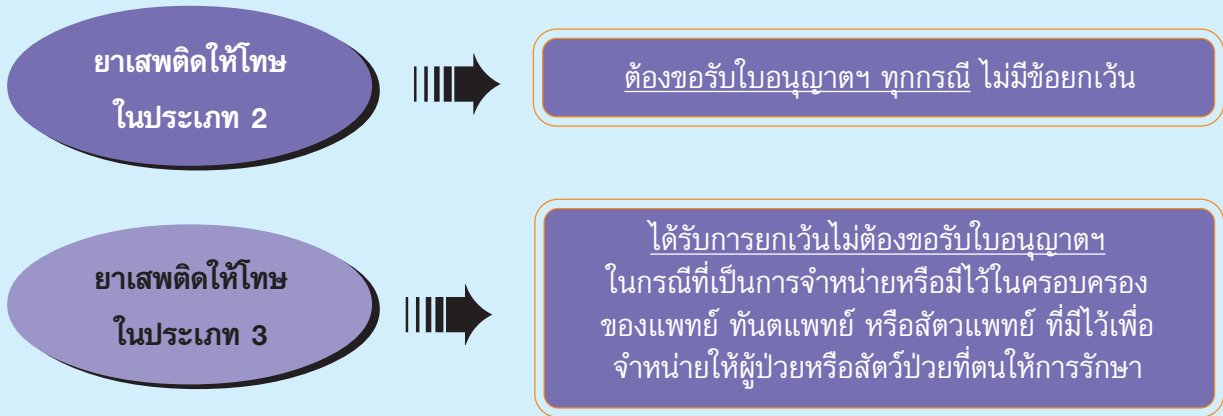 ยาเสพติดให้โทษ
ในประเภท 2
ต้องขอรับใบอนุญาตฯ ทุกกรณี ไม่มีข้อยกเว้น
ยาเสพติดให้โทษ
ในประเภท 3
ได้รับการยกเว้นไม่ต้องขอรับใบอนุญาตฯ
ในกรณีที่เป็นการจำหน่ายหรือมีไว้ในครอบครอง
ของแพทย์ ทันตแพทย์ หรือสัตวแพทย์ ที่มีไว้เพื่อ
จำหน่ายให้ผู้ป่วยหรือสัตว์ป่วยที่ตนให้การรักษา